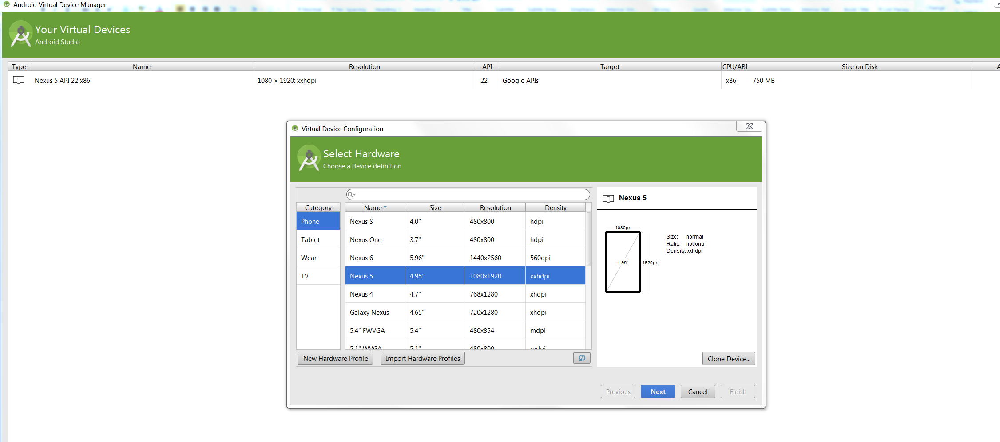 Android Virtual Device Manager
Your Virtual Devices
Android Studio
Type Name Resolution API Target CPU/ABI Size on Disk A
Nexus 5 API 22 x86 1080 × 1920: xxhdpi 22 Google APIs x86 750 MB
Virtual Device Configuration
Select Hardware
Choose a device definition
Category Name Size Resolution Density
Phone Nexus S 4.0" 480x800 hdpi
Tablet Nexus One 3.7" 480x800 hdpi
Wear Nexus 6 5.96" 1440x2560 560dpi
TV Nexus 5 4.95" 1080x1920 xxhdpi
Nexus 4 4.7" 768x1280 xhdpi
Galaxy Nexus 4.65" 720x1280 xhdpi
5.4" FWVGA 5.4" 480x854 mdpi
5.1" WVGA 5.1" 480x800 mdpi
New Hardware Profile Import Hardware Profiles
Nexus 5
1080px
4.95"
1920px
Size: normal
Ratio: notlong
Density: xxhdpi
Clone Device...
Previous Next Cancel Finish